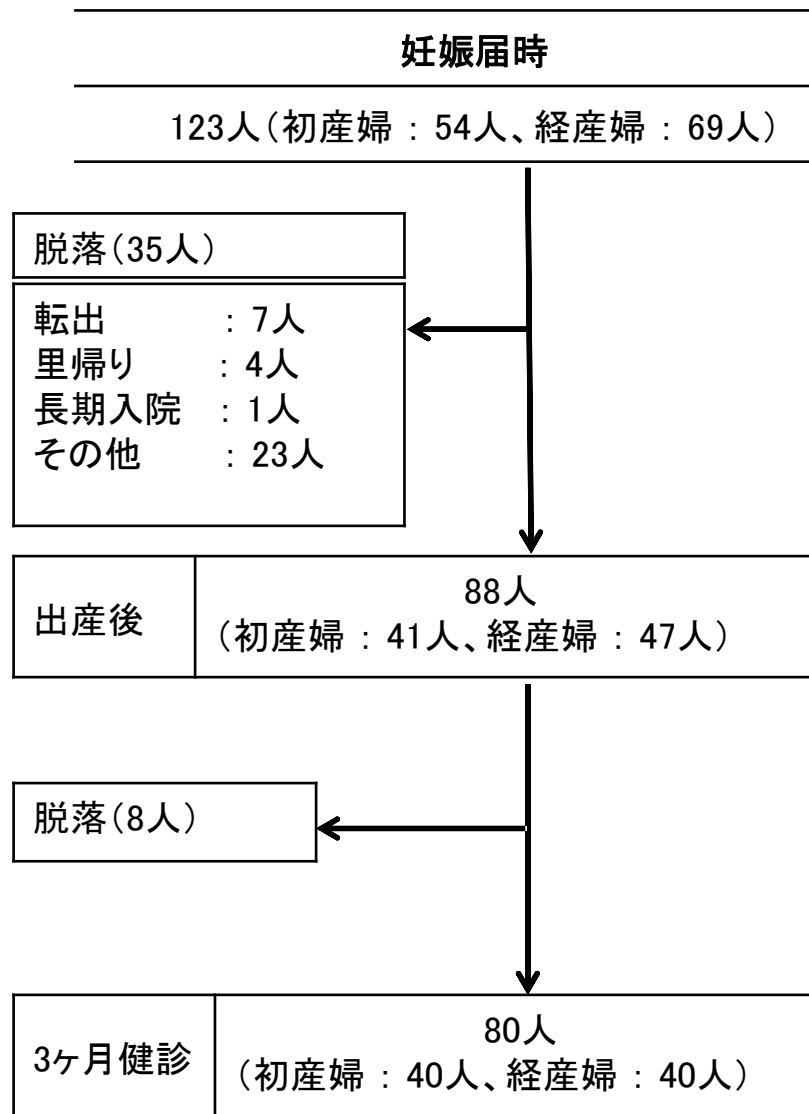 妊娠届時
123人（初産婦 : 54人、経産婦 : 69人）
脱落（35人）
転出 : 7人
里帰り : 4人
長期入院 : 1人
その他 : 23人
出産後
88人
（初産婦 : 41人、経産婦 : 47人）
脱落（8人）
3ヶ月健診
80人
（初産婦 : 40人、経産婦 : 40人）